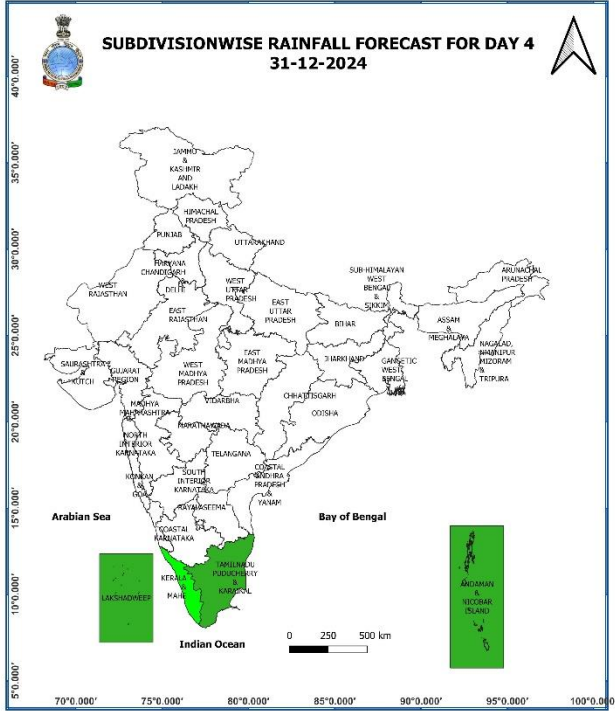 SUBDIVISIONWISE RAINFALL FORECAST FOR DAY 4
31-12-2024
40°0.000'
35°0.000'
30°0.000'
25°0.000'
20°0.000'
15°0.000'
10°0.000'
5°0.000'
JAMMO
&
KASHMIR
AND
LADAKH
HIMACHAL
PRADESH
PUNJAB
UTTARAKHAND
HARYANA
CHANDIGARH
DELHI
WEST
RAJASTHAN
WEST
UTTAR
PRADESH
SUB-HIMALAYAN
WEST
BENGAL
&
SIKKIM
ARUNACHAL
PRADESH
EAST
RAJASTHAN
EAST
UTTAR
PRADESH
BIHAR
ASSAM
&
MEGHALAYA
NAGALAD,
MANIPUR
MIZORAM
&
TRIPURA
SAURASHTRA
&
KUTCH
GUJARAT
REGION
WEST
MADHYA
PRADESH
EAST
MADHYA
PRADESH
JHARKHAND
GANGETIC
WEST
BENGAL
MADHYA
MAHARASHTRA
VIDARBHA
CHHATTISGARH
ODISHA
MARATHAWADA
NORTH
INTERIOR
KARNATAKA
TELANGANA
KONKAN
&
GOA
SOUTH
INTERIOR
KARNATAKA
COASTAL
ANDHRA
PRADESH
&
YANAM
RAYALASEEMA
Arabian Sea
Bay of Bengal
COASTAL
KARNATAKA
TAMILNADU
PUDUCHERRY
&
KARAIKAL
KERALA
&
MAHE
LAKSHADWEEP
ANDAMAN
&
NICOBAR
ISLAND
Indian Ocean
0 250 500 km
70°0.000' 75°0.000' 80°0.000' 85°0.000' 90°0.000' 95°0.000' 100°0.000'